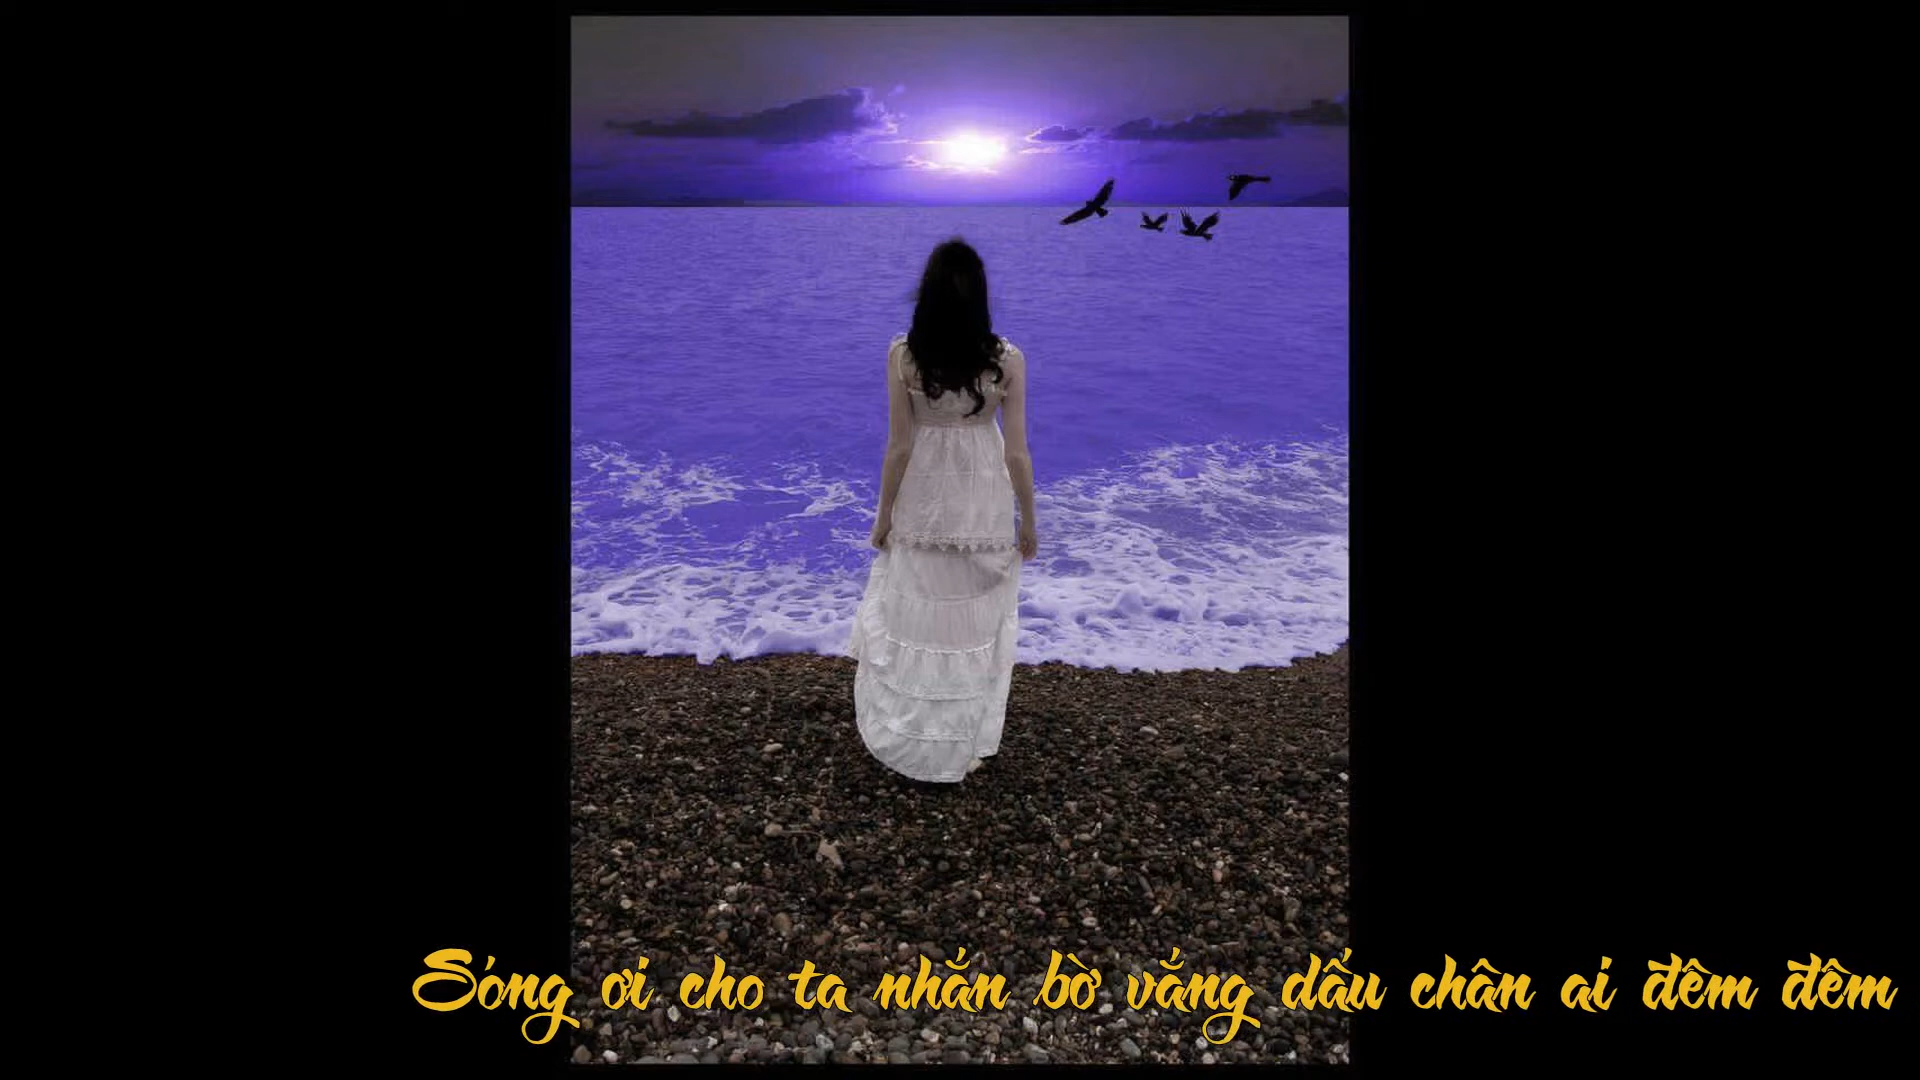 Sóng ơi cho ta nhắn bờ vắng dấu chân ai đêm đêm